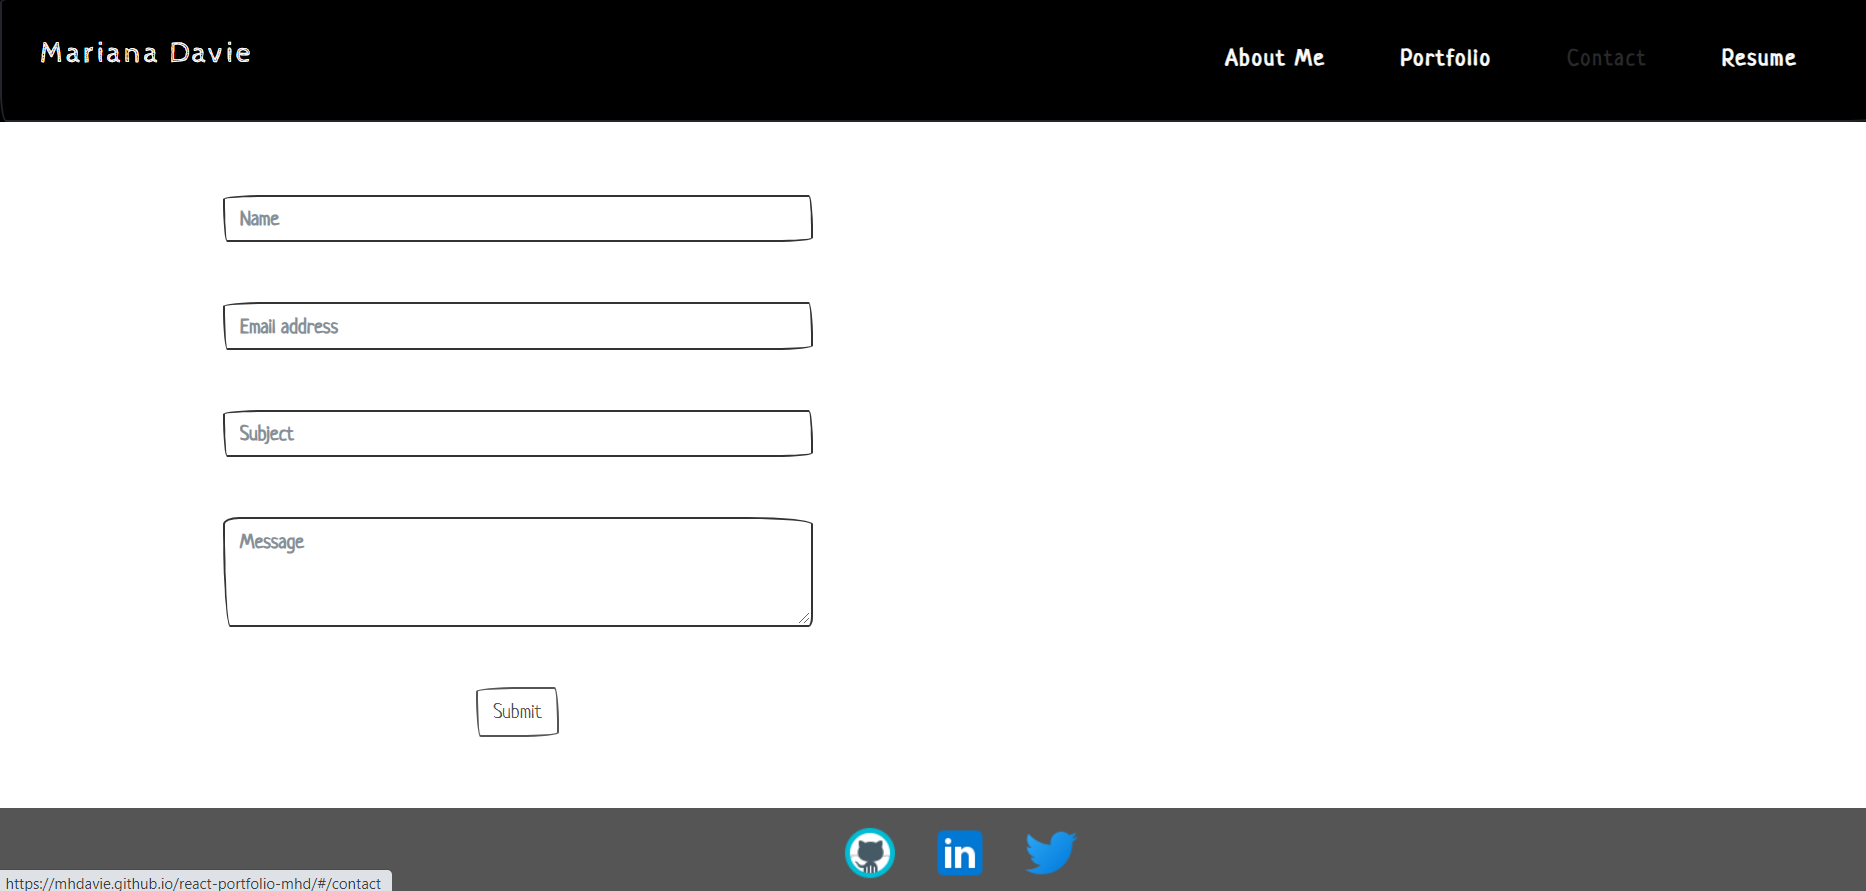 Mariana Davie
About Me Portfolio Contact Resume
Name
Email address
Subject
Message
Submit
in
https://mhdavie.github.io/react-portfolio-mhd/#/contact